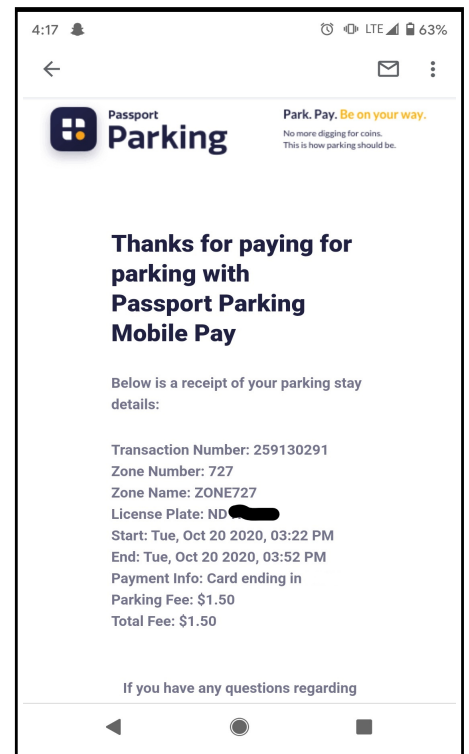 4:17 LTE 63%
Passport
Parking
Park. Pay. Be on your way.
No more digging for coins.
This is how parking should be.
Thanks for paying for
parking with
Passport Parking
Mobile Pay
Below is a receipt of your parking stay
details:
Transaction Number: 259130291
Zone Number: 727
Zone Name: ZONE727
License Plate: ND
Start: Tue, Oct 20 2020, 03:22 PM
End: Tue, Oct 20 2020, 03:52 PM
Payment Info: Card ending in
Parking Fee: $1.50
Total Fee: $1.50
If you have any questions regarding